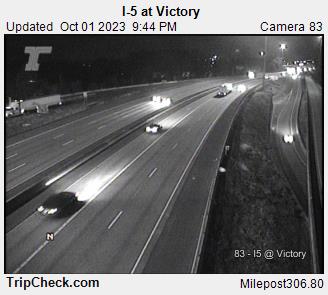 I-5 at Victory
Updated Oct 01 2023 9:44 PM Camera 83
T
N
83 - I5 @ Victory
TripCheck.com Milepost306.80